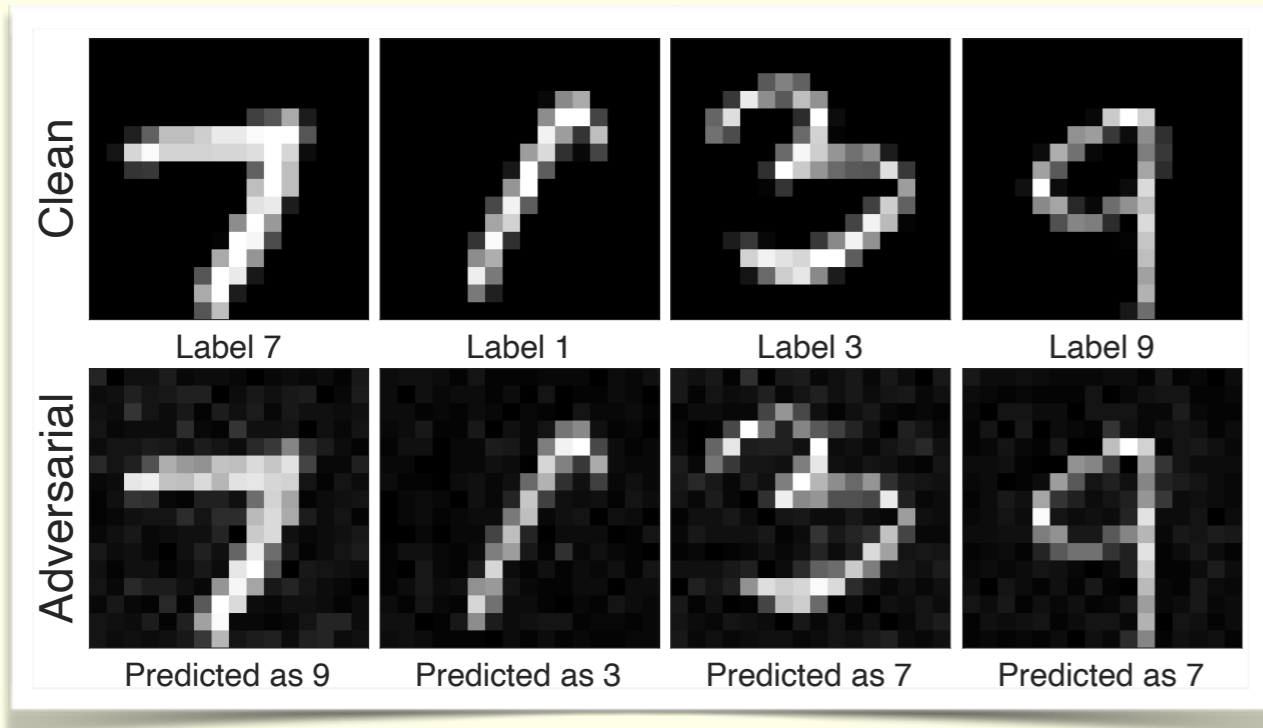 Clean
Label 7
Label 1
Label 3
Label 9
Adversarial
Predicted as 9
Predicted as 3
Predicted as 7
Predicted as 7